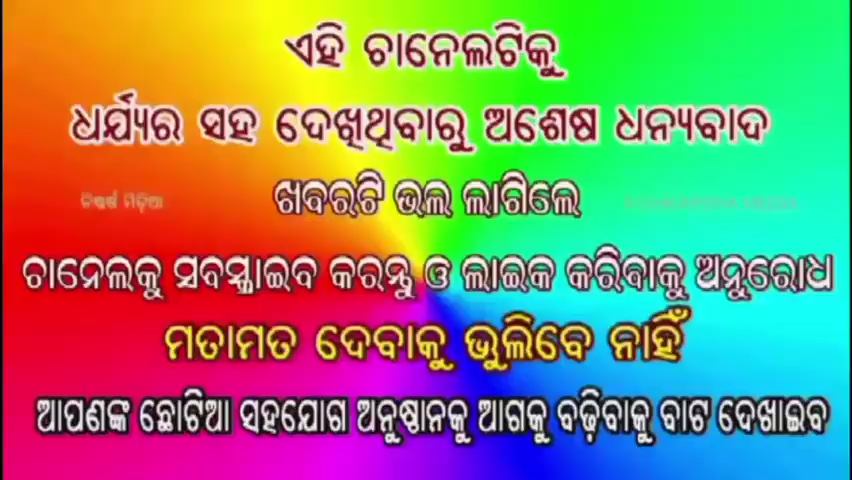 ଏହି ଚାନେଲଟିକୁ
ଧର୍ଯ୍ୟର ସହ ଦେଖିଥିବାରୁ ଅଶେଷ ଧନ୍ୟବାଦ
ଖବରଟି ଭଲ ଲାଗିଲେ
ଚାନେଲକୁ ସବସ୍କ୍ରାଇବ କରନ୍ତୁ ଓ ଲାଇକ କରିବାକୁ ଅନୁରୋଧ
ମତାମତ ଦେବାକୁ ଭୁଲିବେ ନାହିଁ
ଆପଣଙ୍କ ଛୋଟିଆ ସହଯୋଗ ଅନୁଷ୍ଠାନକୁ ଆଗକୁ ବଢ଼ିବାକୁ ବାଟ ଦେଖାଇବ